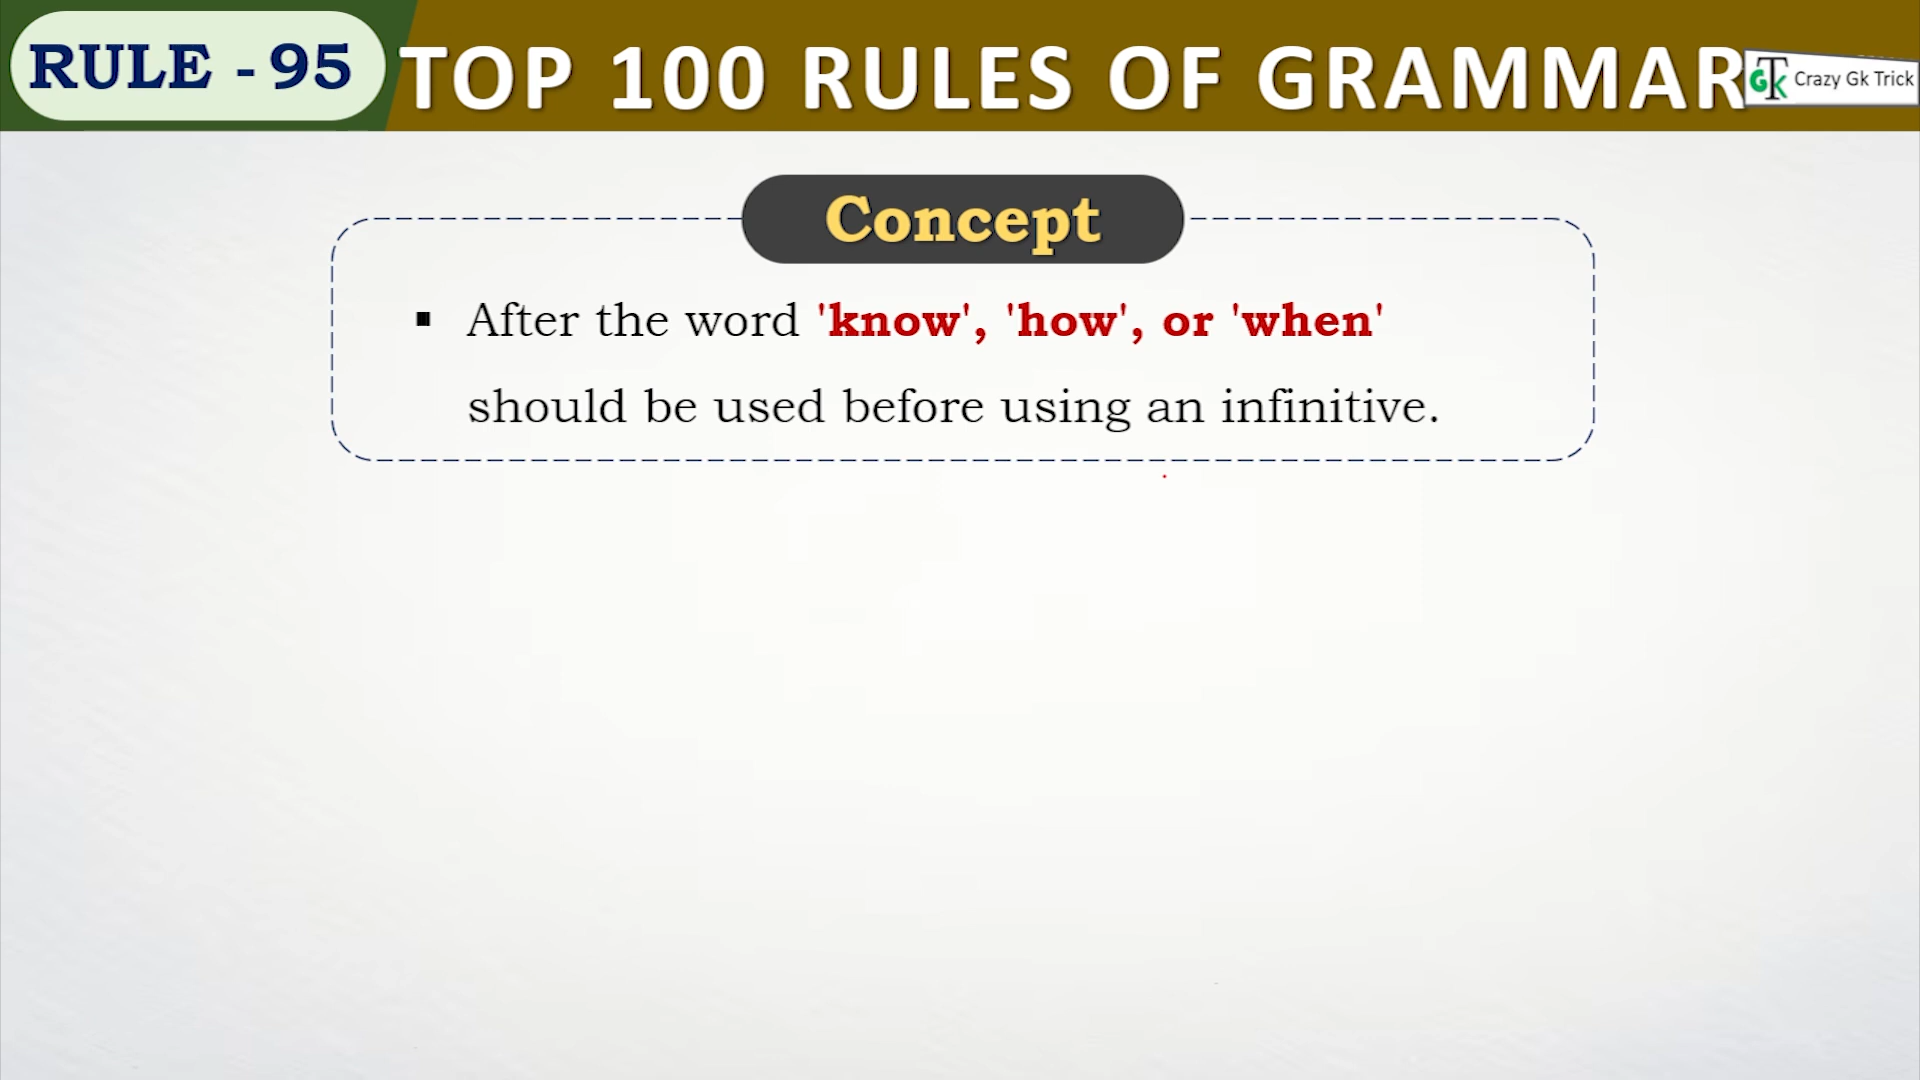 RULE - 95
TOP 100 RULES OF GRAMMAR
GTK Crazy Gk Trick
Concept
▪ After the word 'know', 'how', or 'when'
should be used before using an infinitive.